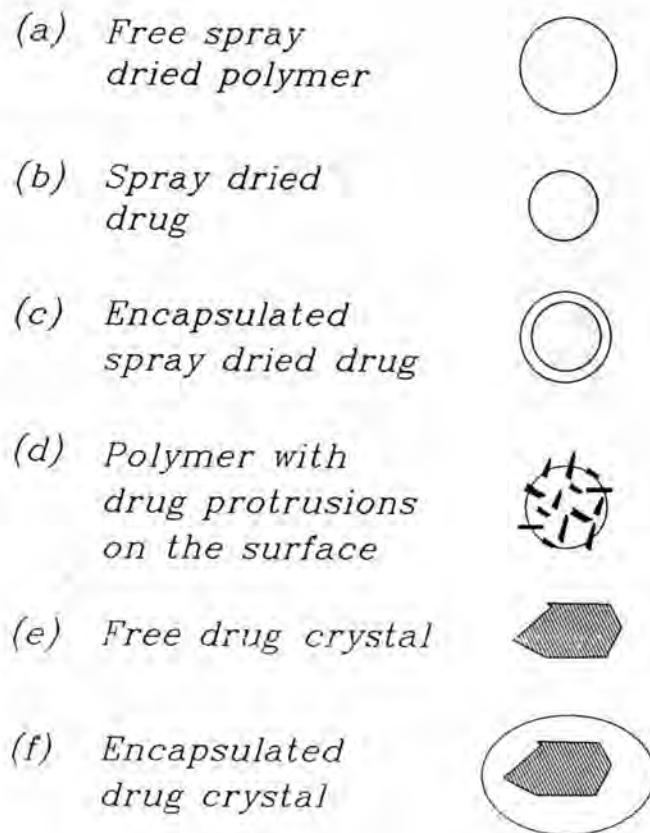 (a) Free spray
dried polymer
(b) Spray dried
drug
(c) Encapsulated
spray dried drug
(d) Polymer with
drug protrusions
on the surface
(e) Free drug crystal
(f) Encapsulated
drug crystal